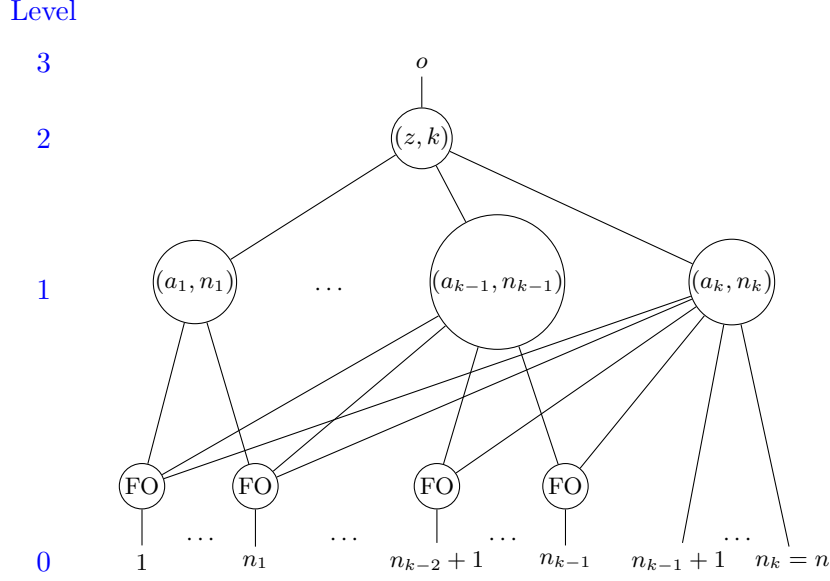 Level
3
o
2
(z, k)
1
(a₁, n₁)
...
(aₖ₋₁, nₖ₋₁)
(aₖ, nₖ)
FO
FO
FO
FO
...
...
...
...
0
1
n₁
nₖ₋₂ + 1
nₖ₋₁
nₖ₋₁ + 1
nₖ = n